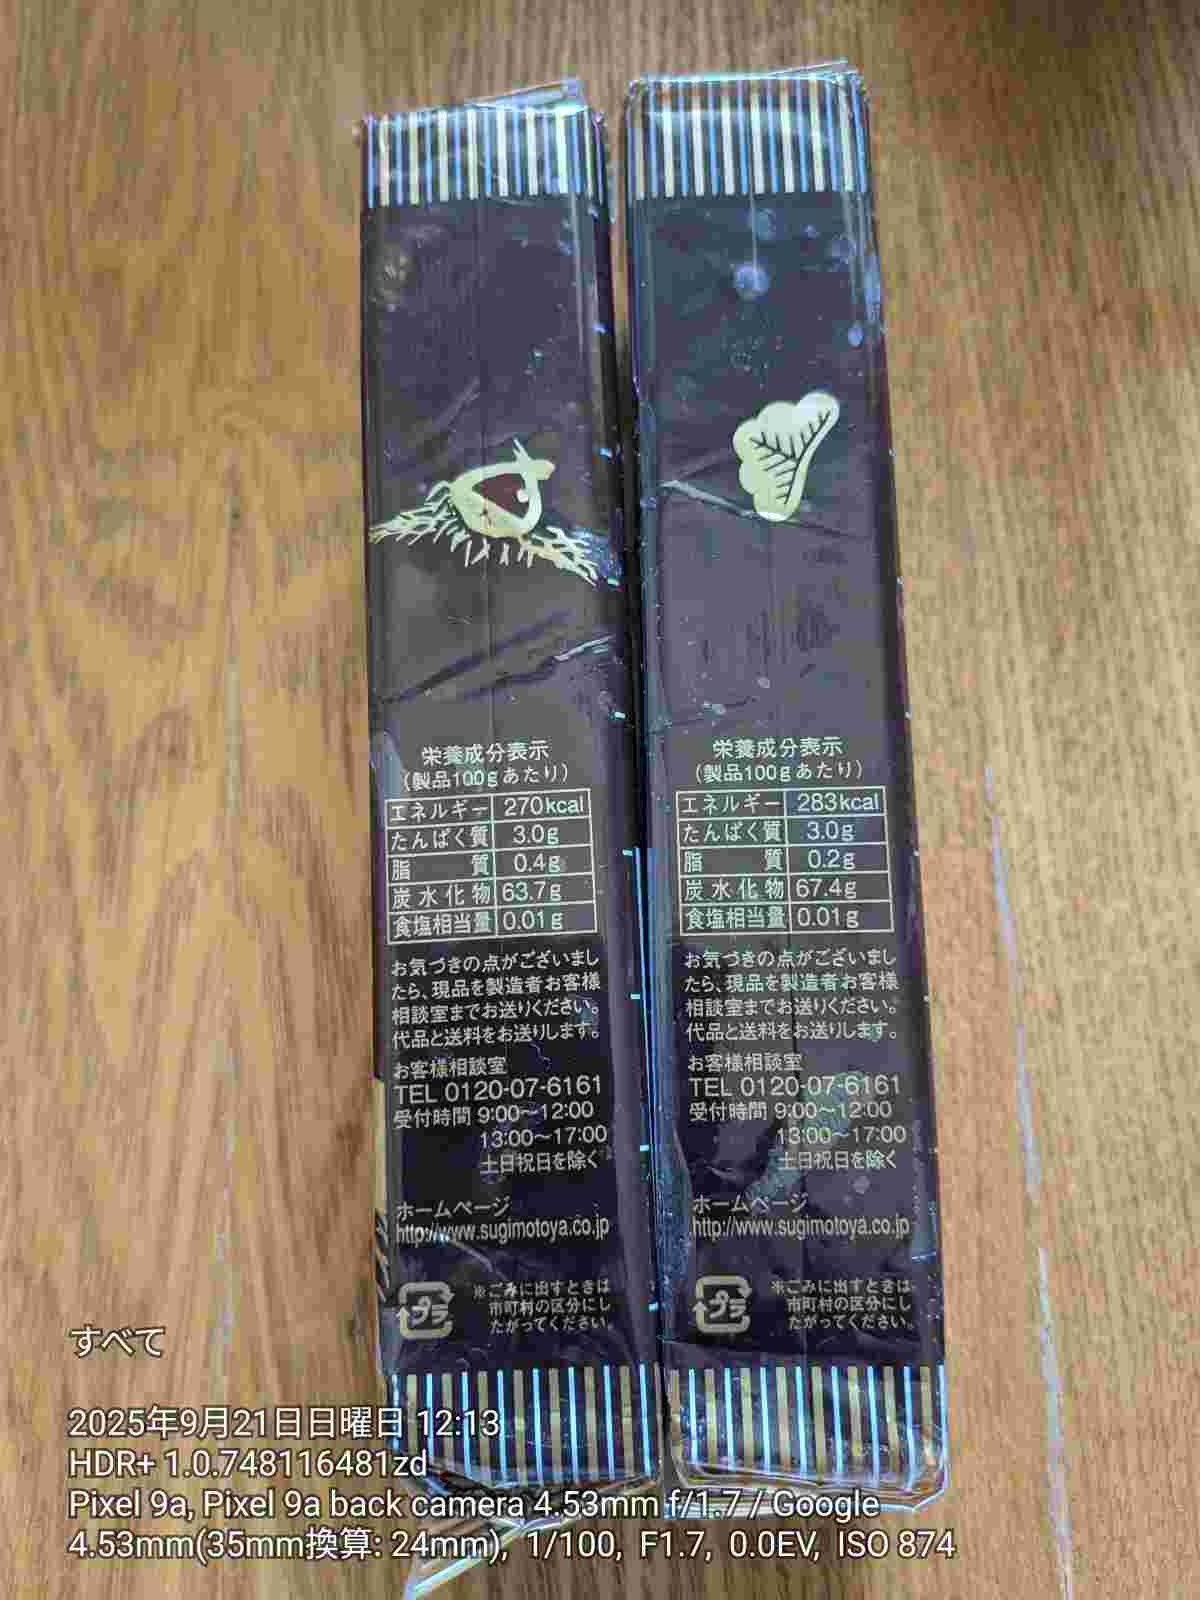 栄養成分表示
(製品100gあたり)
エネルギー 270kcal
たんぱく質 3.0g
脂質 0.4g
炭水化物 63.7g
食塩相当量 0.01g
お気づきの点がございまし
たら、現品を製造者お客様
相談室までお送りください。
代品と送料をお送りします。
お客様相談室
TEL 0120-07-6161
受付時間 9:00～12:00
13:00～17:00
土日祝日を除く
ホームページ
http://www.sugimotoya.co.jp
プラ
※ごみに出すときは
市町村の区分にし
たがってください。
栄養成分表示
(製品100gあたり)
エネルギー 283kcal
たんぱく質 3.0g
脂質 0.2g
炭水化物 67.4g
食塩相当量 0.01g
お気づきの点がございまし
たら、現品を製造者お客様
相談室までお送りください。
代品と送料をお送りします。
お客様相談室
TEL 0120-07-6161
受付時間 9:00～12:00
13:00～17:00
土日祝日を除く
ホームページ
http://www.sugimotoya.co.jp
プラ
※ごみに出すときは
市町村の区分にし
たがってください。
すべて
2025年9月21日日曜日 12:13
HDR+ 1.0.748116481zd
Pixel 9a, Pixel 9a back camera 4.53mm f/1.7 / Google
4.53mm(35mm換算: 24mm), 1/100, F1.7, 0.0EV, ISO 874